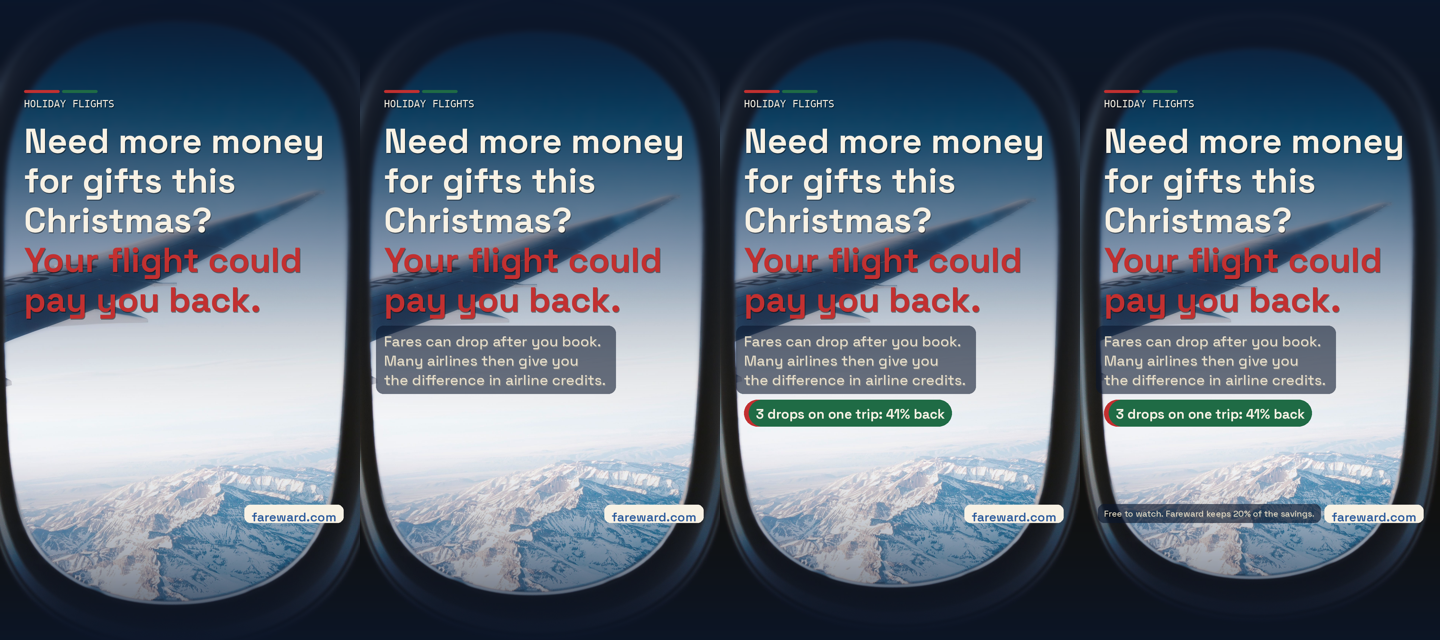 HOLIDAY FLIGHTS
Need more money
for gifts this
Christmas?
Your flight could
pay you back.
fareward.com
HOLIDAY FLIGHTS
Need more money
for gifts this
Christmas?
Your flight could
pay you back.
Fares can drop after you book.
Many airlines then give you
the difference in airline credits.
fareward.com
HOLIDAY FLIGHTS
Need more money
for gifts this
Christmas?
Your flight could
pay you back.
Fares can drop after you book.
Many airlines then give you
the difference in airline credits.
3 drops on one trip: 41% back
fareward.com
HOLIDAY FLIGHTS
Need more money
for gifts this
Christmas?
Your flight could
pay you back.
Fares can drop after you book.
Many airlines then give you
the difference in airline credits.
3 drops on one trip: 41% back
Free to watch. Fareward keeps 20% of the savings.
fareward.com